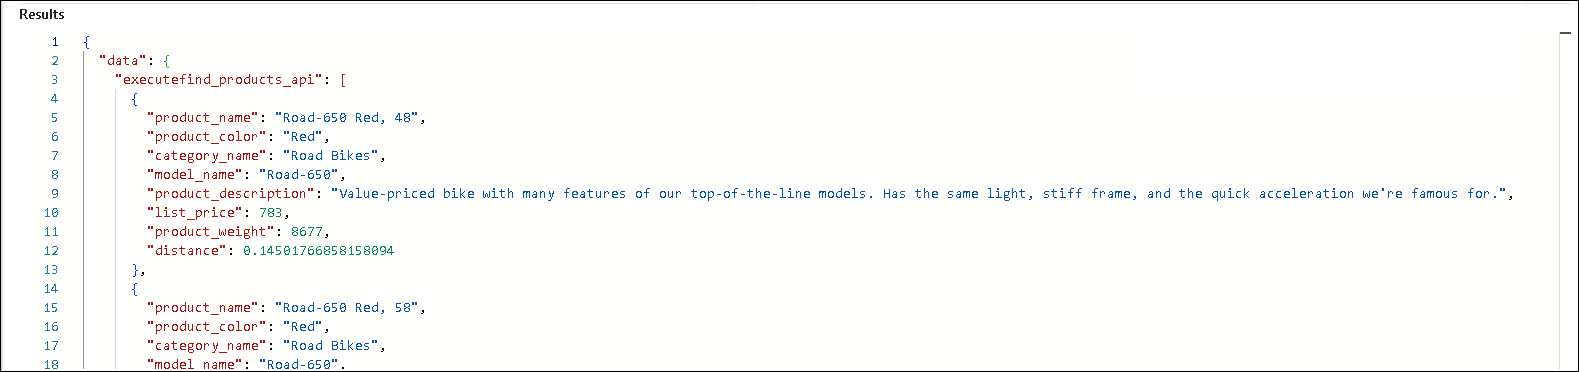 Results
1 {
2 "data": {
3 "executefind_products_api": [
4 {
5 "product_name": "Road-650 Red, 48",
6 "product_color": "Red",
7 "category_name": "Road Bikes",
8 "model_name": "Road-650",
9 "product_description": "Value-priced bike with many features of our top-of-the-line models. Has the same light, stiff frame, and the quick acceleration we're famous for.",
10 "list_price": 783,
11 "product_weight": 8677,
12 "distance": 0.14501766858158094
13 },
14 {
15 "product_name": "Road-650 Red, 58",
16 "product_color": "Red",
17 "category_name": "Road Bikes",
18 "model_name": "Road-650",